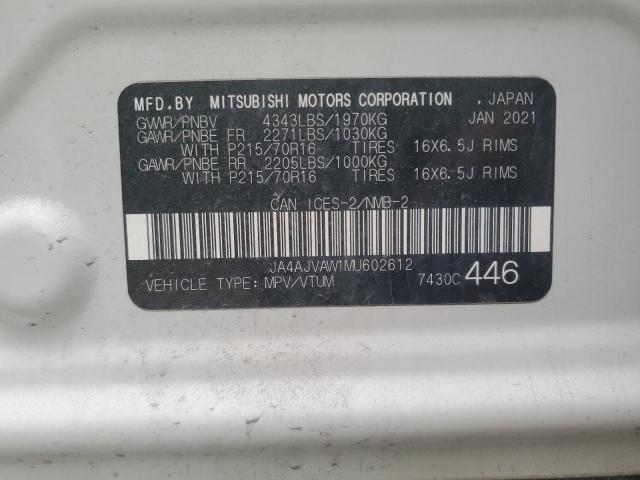 MFD.BY MITSUBISHI MOTORS CORPORATION . JAPAN
GVWR/PNBV 4343LBS/1970KG JAN 2021
GAWR/PNBE FR 2271LBS/1030KG
WITH P215/70R16 TIRES 16X6.5J RIMS
GAWR/PNBE RR 2205LBS/1000KG
WITH P215/70R16 TIRES 16X6.5J RIMS
CAN ICES-2/NMB-2
JA4AJVAW1MU602612
VEHICLE TYPE: MPV/VTUM 7430C 446